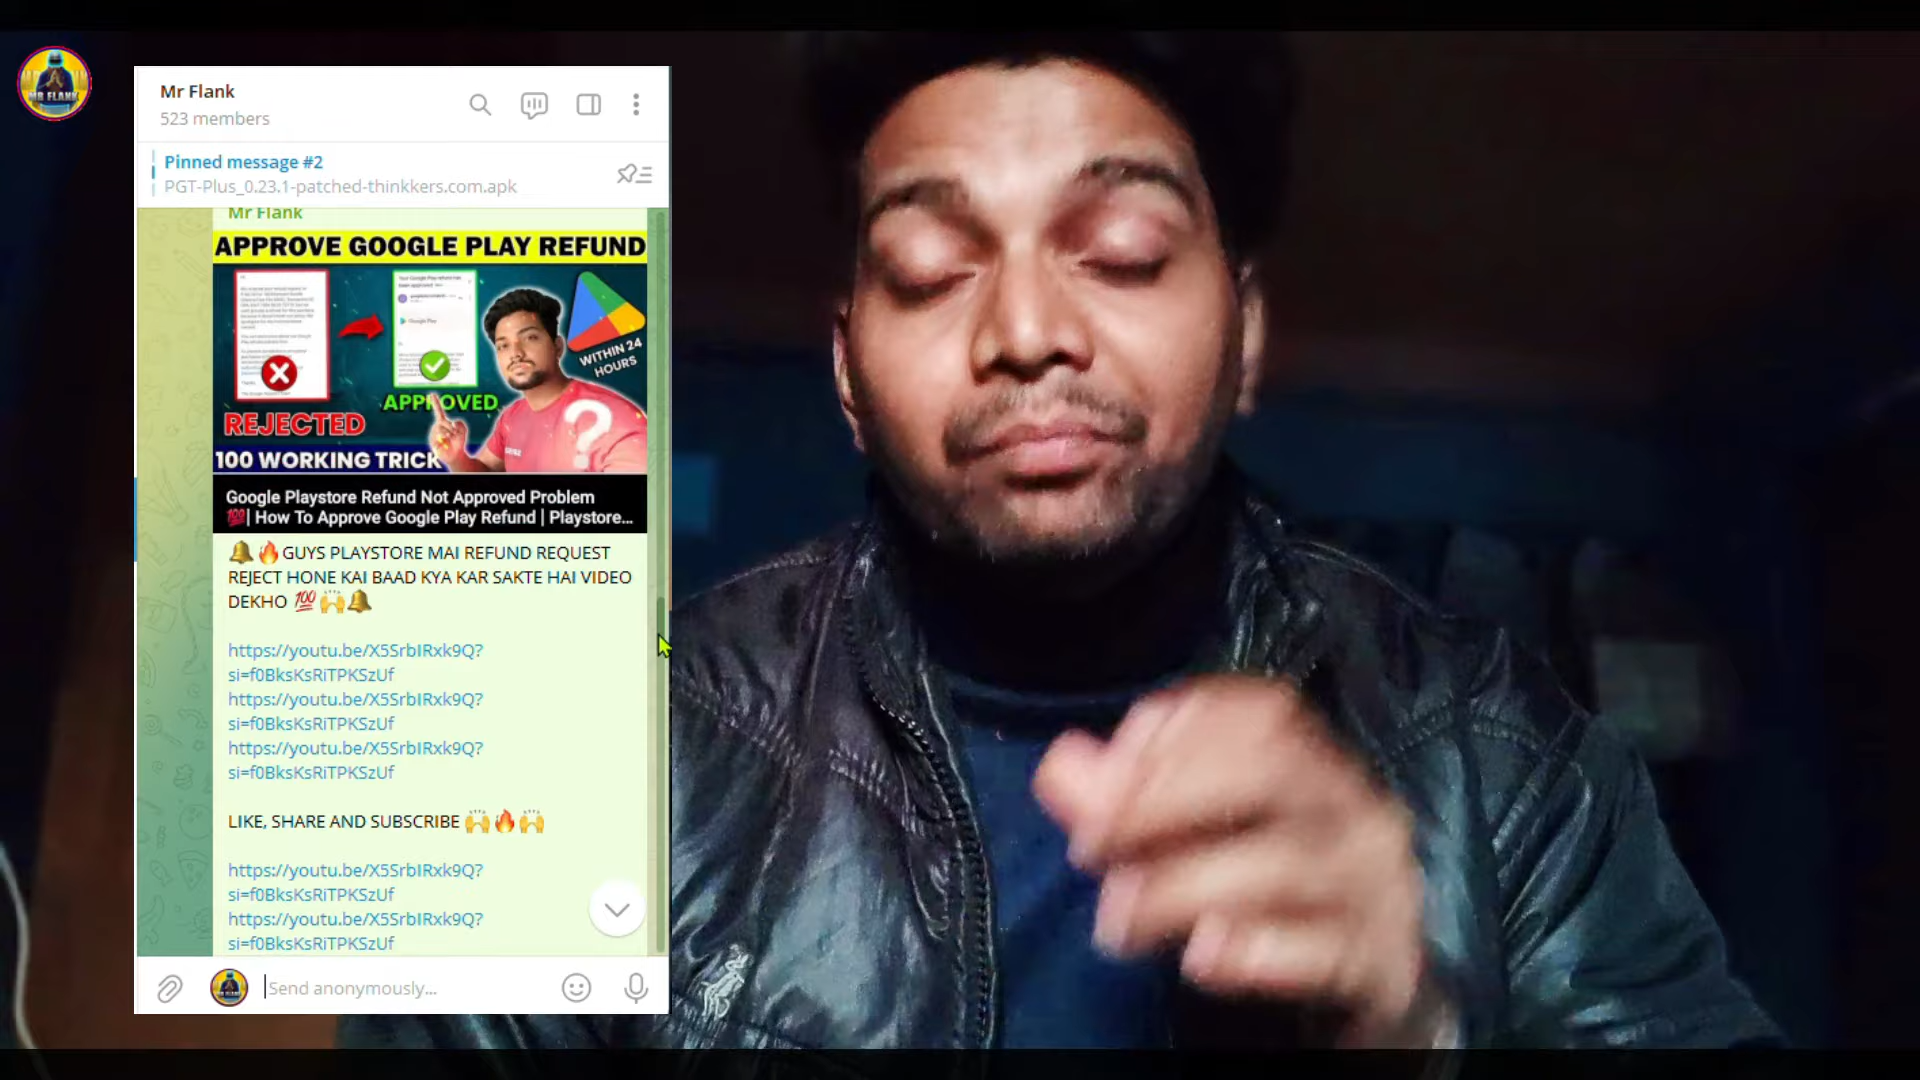 MR FLANK
Mr Flank
523 members
Pinned message #2
PGT-Plus_0.23.1-patched-thinkkers.com.apk
Mr Flank
APPROVE GOOGLE PLAY REFUND
Google Play
WITHIN 24
HOURS
APPROVED
REJECTED
100 WORKING TRICK
Google Playstore Refund Not Approved Problem
💯| How To Approve Google Play Refund | Playstore...
🔔🔥GUYS PLAYSTORE MAI REFUND REQUEST
REJECT HONE KAI BAAD KYA KAR SAKTE HAI VIDEO
DEKHO 💯🙌🔔
https://youtu.be/X5SrbIRxk9Q?
si=f0BksKsRiTPKSzUf
https://youtu.be/X5SrbIRxk9Q?
si=f0BksKsRiTPKSzUf
https://youtu.be/X5SrbIRxk9Q?
si=f0BksKsRiTPKSzUf
LIKE, SHARE AND SUBSCRIBE 🙌🔥🙌
https://youtu.be/X5SrbIRxk9Q?
si=f0BksKsRiTPKSzUf
https://youtu.be/X5SrbIRxk9Q?
si=f0BksKsRiTPKSzUf
Send anonymously...